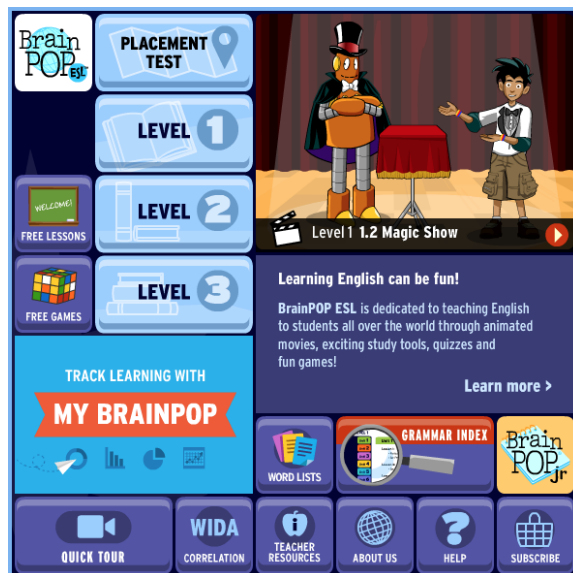 Brain
POP
ESL
PLACEMENT
TEST
LEVEL 1
WELCOME!
FREE LESSONS
LEVEL 2
FREE GAMES
LEVEL 3
Level 1 1.2 Magic Show
Learning English can be fun!
BrainPOP ESL is dedicated to teaching English
to students all over the world through animated
movies, exciting study tools, quizzes and
fun games!
Learn more >
TRACK LEARNING WITH
MY BRAINPOP
WORD LISTS
GRAMMAR INDEX
Brain
POP
jr
QUICK TOUR
WIDA
CORRELATION
TEACHER
RESOURCES
ABOUT US
?
HELP
SUBSCRIBE